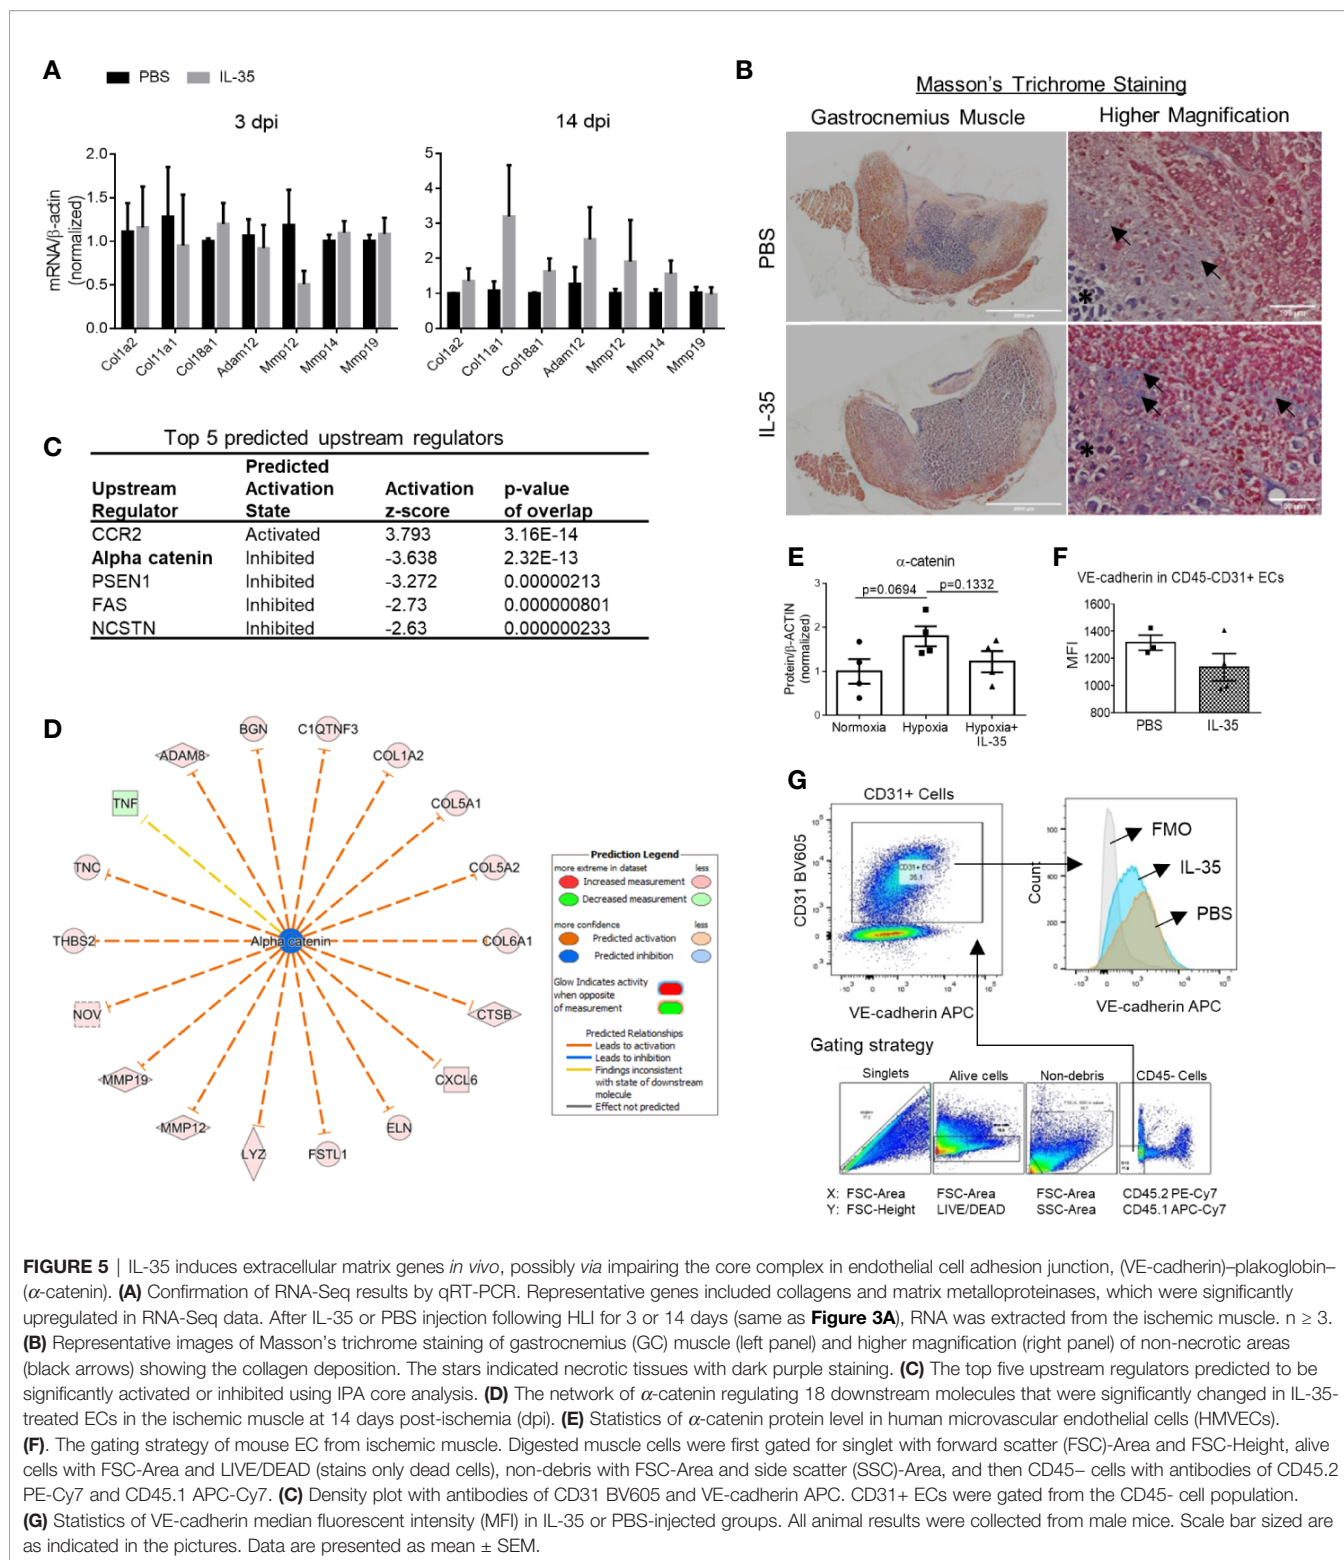 A
PBS
IL-35
3 dpi
14 dpi
mRNA/β-actin
(normalized)
2.0
1.5
1.0
0.5
0.0
Col1a2
Col11a1
Col18a1
Adam12
Mmp12
Mmp14
Mmp19
5
4
3
2
1
0
Col1a2
Col11a1
Col18a1
Adam12
Mmp12
Mmp14
Mmp19
B
Masson's Trichrome Staining
Gastrocnemius Muscle
Higher Magnification
PBS
IL-35
*
*
C
Top 5 predicted upstream regulators
Upstream Regulator
Predicted Activation State
Activation z-score
p-value of overlap
CCR2 Activated 3.793 3.16E-14
Alpha catenin Inhibited -3.638 2.32E-13
PSEN1 Inhibited -3.272 0.00000213
FAS Inhibited -2.73 0.000000801
NCSTN Inhibited -2.63 0.000000233
D
BGN
C1QTNF3
ADAM8
COL1A2
TNF
COL5A1
TNC
COL5A2
THBS2
Alpha catenin
COL6A1
NOV
CTSB
MMP19
CXCL6
MMP12
ELN
LYZ
FSTL1
Prediction Legend
more extreme in dataset less
Increased measurement
Decreased measurement
more confidence less
Predicted activation
Predicted inhibition
Glow Indicates activity
when opposite
of measurement
Predicted Relationships
Leads to activation
Leads to inhibition
Findings inconsistent
with state of downstream
molecule
Effect not predicted
E
α-catenin
p=0.0694
p=0.1332
Protein/β-ACTIN
(normalized)
3
2
1
0
Normoxia
Hypoxia
Hypoxia+
IL-35
F
VE-cadherin in CD45-CD31+ ECs
MFI
1600
1400
1200
1000
800
PBS
IL-35
G
CD31+ Cells
CD31 BV605
CD31+ ECs
35.1
VE-cadherin APC
FMO
IL-35
PBS
Count
VE-cadherin APC
Gating strategy
Singlets
Alive cells
Non-debris
CD45- Cells
X: FSC-Area FSC-Area FSC-Area CD45.2 PE-Cy7
Y: FSC-Height LIVE/DEAD SSC-Area CD45.1 APC-Cy7
FIGURE 5 | IL-35 induces extracellular matrix genes in vivo, possibly via impairing the core complex in endothelial cell adhesion junction, (VE-cadherin)–plakoglobin–
(α-catenin). (A) Confirmation of RNA-Seq results by qRT-PCR. Representative genes included collagens and matrix metalloproteinases, which were significantly
upregulated in RNA-Seq data. After IL-35 or PBS injection following HLI for 3 or 14 days (same as Figure 3A), RNA was extracted from the ischemic muscle. n ≥ 3.
(B) Representative images of Masson's trichrome staining of gastrocnemius (GC) muscle (left panel) and higher magnification (right panel) of non-necrotic areas
(black arrows) showing the collagen deposition. The stars indicated necrotic tissues with dark purple staining. (C) The top five upstream regulators predicted to be
significantly activated or inhibited using IPA core analysis. (D) The network of α-catenin regulating 18 downstream molecules that were significantly changed in IL-35-
treated ECs in the ischemic muscle at 14 days post-ischemia (dpi). (E) Statistics of α-catenin protein level in human microvascular endothelial cells (HMVECs).
(F). The gating strategy of mouse EC from ischemic muscle. Digested muscle cells were first gated for singlet with forward scatter (FSC)-Area and FSC-Height, alive
cells with FSC-Area and LIVE/DEAD (stains only dead cells), non-debris with FSC-Area and side scatter (SSC)-Area, and then CD45– cells with antibodies of CD45.2
PE-Cy7 and CD45.1 APC-Cy7. (C) Density plot with antibodies of CD31 BV605 and VE-cadherin APC. CD31+ ECs were gated from the CD45- cell population.
(G) Statistics of VE-cadherin median fluorescent intensity (MFI) in IL-35 or PBS-injected groups. All animal results were collected from male mice. Scale bar sized are
as indicated in the pictures. Data are presented as mean ± SEM.